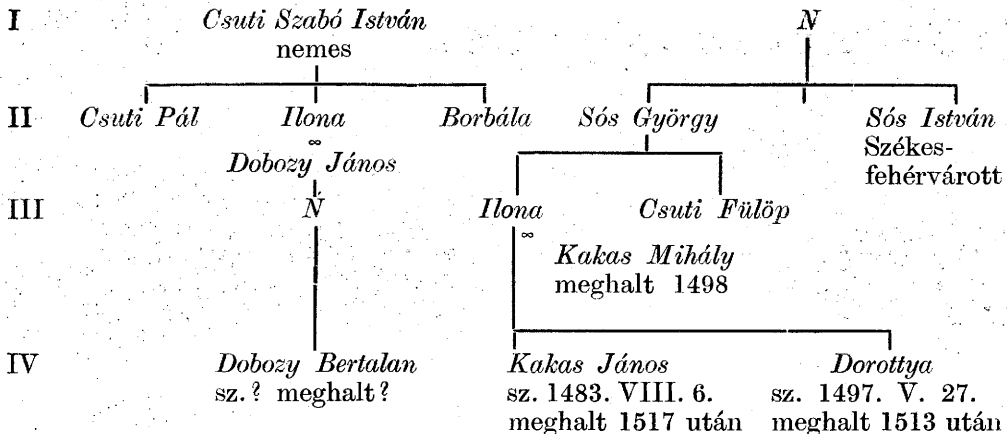 I Csuti Szabó István N
nemes
II Csuti Pál Ilona Borbála Sós György Sós István
∞ Székes-
Dobozy János fehérvárott
III N Ilona Csuti Fülöp
∞
Kakas Mihály
meghalt 1498
IV Dobozy Bertalan Kakas János Dorottya
sz. ? meghalt ? sz. 1483. VIII. 6. sz. 1497. V. 27.
meghalt 1517 után meghalt 1513 után